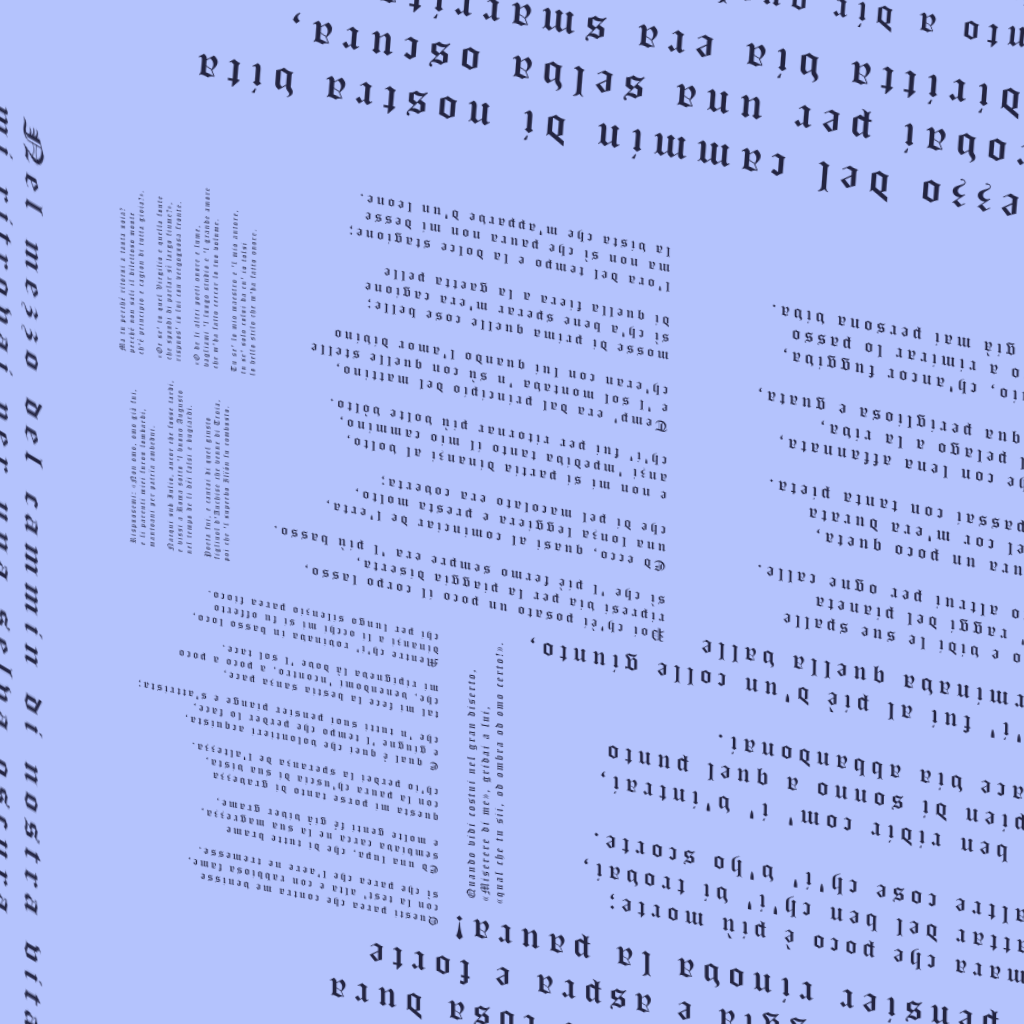 Nel mezzo del cammin di nostra vita
mi ritrovai per una selva oscura
ezzo del cammin di nostra vita
rovai per una selva oscura,
diritta via era smarrita
nto a dir
osa dura
gia e aspra e forte
pensier rinova la paura!
mara che poco è più morte;
attar del ben ch'i' vi trovai,
altre cose ch'i' v'ho scorte.
ben ridir com' i' v'intrai,
pien di sonno a quel punto
ace via abbandonai.
'i' fui al piè d'un colle giunto,
rminava quella valle
o e vidi le sue spalle
raggi del pianeta
o altrui per ogne calle.
ura un poco queta,
el cor m'era durata
passai con tanta pieta.
he con lena affannata,
l pelago a la riva,
qua perigliosa e guata,
io, ch'ancor fuggiva,
o a rimirar lo passo
già mai persona viva.
Poi ch'èi posato un poco il corpo lasso,
ripresi via per la piaggia diserta,
sì che 'l piè fermo sempre era 'l più basso.
Ed ecco, quasi al cominciar de l'erta,
una lonza leggiera e presta molto,
che di pel macolato era coverta;
e non mi si partia dinanzi al volto,
anzi 'mpediva tanto il mio cammino,
ch'i' fui per ritornar più volte vòlto.
Temp' era dal principio del mattino,
e 'l sol montava 'n sù con quelle stelle
ch'eran con lui quando l'amor divino
mosse di prima quelle cose belle;
sì ch'a bene sperar m'era cagione
di quella fiera a la gaetta pelle
l'ora del tempo e la dolce stagione;
ma non sì che paura non mi desse
la vista che m'apparve d'un leone.
Questi parea che contra me venisse
con la test' alta e con rabbiosa fame,
sì che parea che l'aere ne tremesse.
Ed una lupa, che di tutte brame
sembiava carca ne la sua magrezza,
e molte genti fé già viver grame,
questa mi porse tanto di gravezza
con la paura ch'uscia di sua vista,
ch'io perdei la speranza de l'altezza.
E qual è quei che volontieri acquista,
e giugne 'l tempo che perder lo face,
che 'n tutti suoi pensier piange e s'attrista;
tal mi fece la bestia sanza pace,
che, venendomi 'ncontro, a poco a poco
mi ripigneva là dove 'l sol tace.
Mentre ch'i' rovinava in basso loco,
dinanzi a li occhi mi si fu offerto
chi per lungo silenzio parea fioco.
Quando vidi costui nel gran diserto,
«Miserere di me», gridai a lui,
«qual che tu sii, od ombra od omo certo!».
Rispuosemi: «Non omo, omo già fui,
e li parenti miei furon lombardi,
mantoani per patrïa ambedui.
Nacqui sub Iulio, ancor che fosse tardi,
e vissi a Roma sotto 'l buono Augusto
nel tempo de li dèi falsi e bugiardi.
Poeta fui, e cantai di quel giusto
figliuol d'Anchise che venne di Troia,
poi che 'l superbo Ilïón fu combusto.
Ma tu perché ritorni a tanta noia?
perché non sali il dilettoso monte
ch'è principio e cagion di tutta gioia?».
«Or se' tu quel Virgilio e quella fonte
che spandi di parlar sì largo fiume?»,
rispuos' io lui con vergognosa fronte.
«O de li altri poeti onore e lume,
vagliami 'l lungo studio e 'l grande amore
che m'ha fatto cercar lo tuo volume.
Tu se' lo mio maestro e 'l mio autore,
tu se' solo colui da cu' io tolsi
lo bello stilo che m'ha fatto onore.